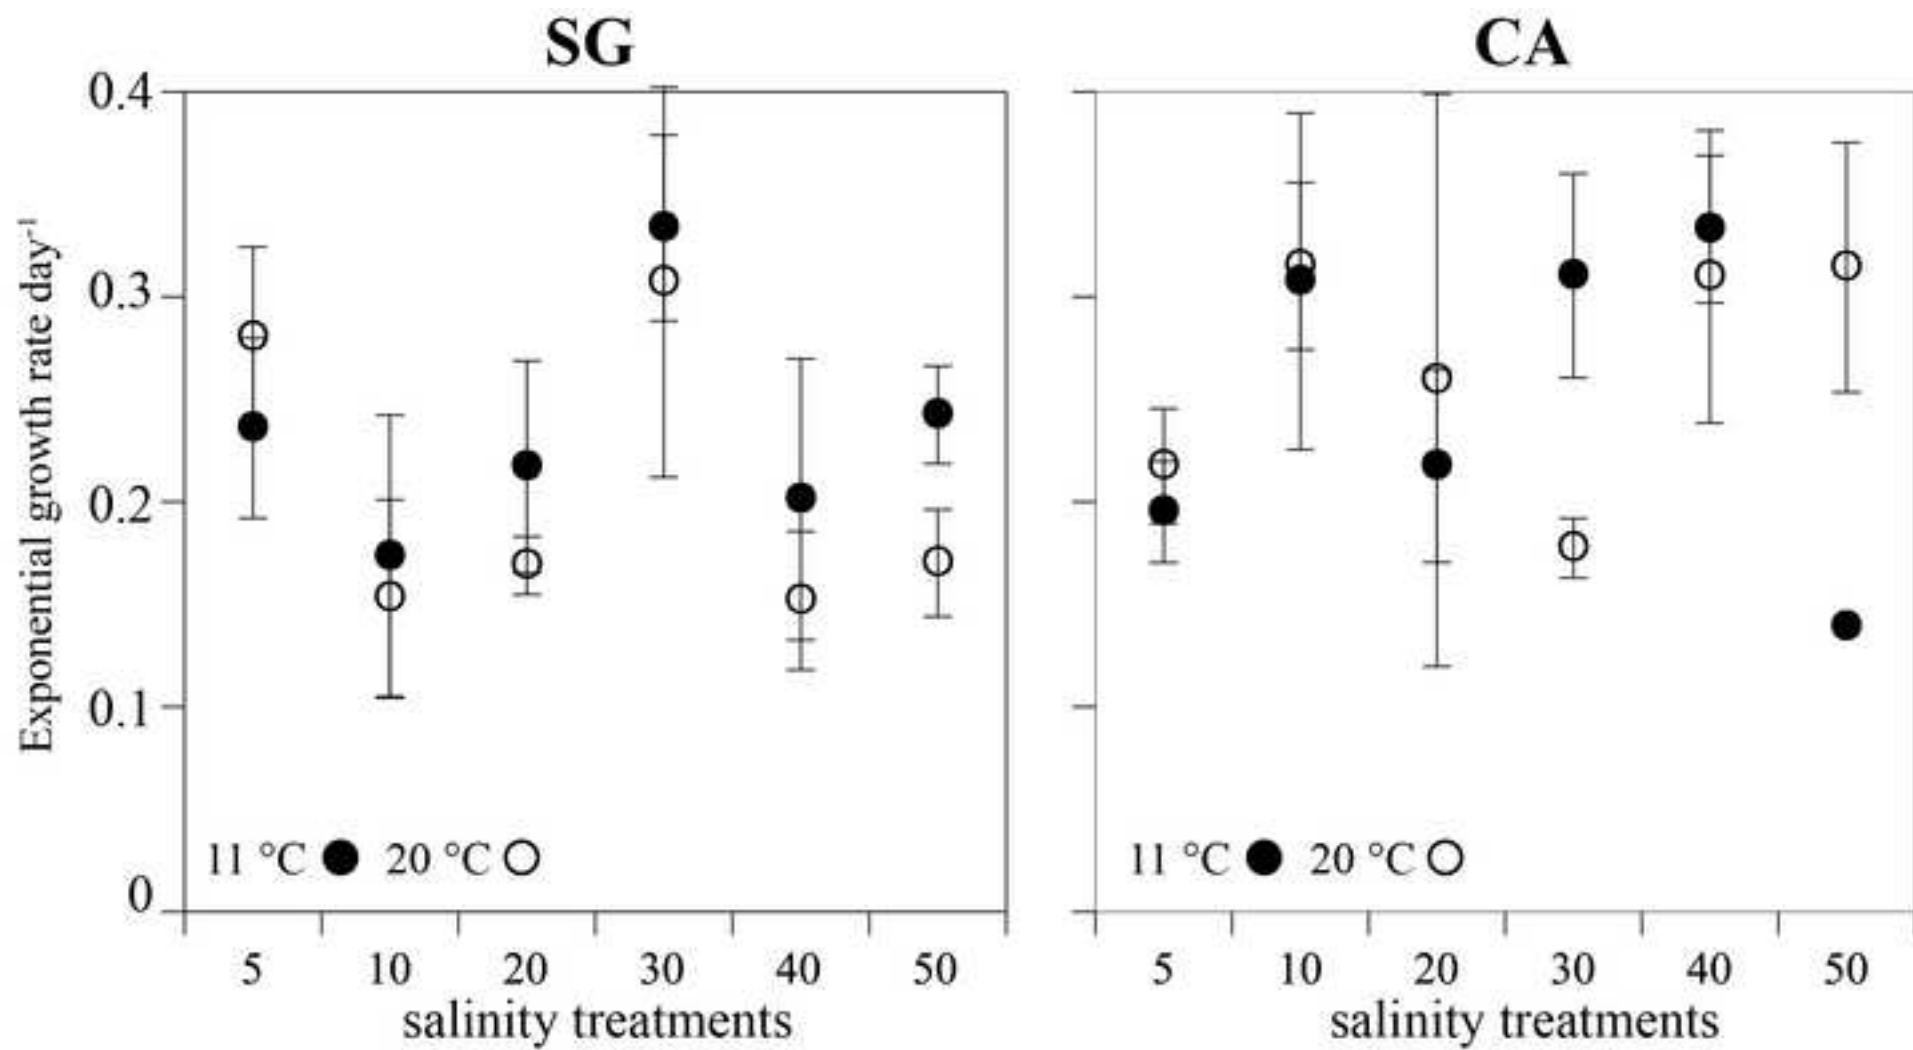 SG
CA
Exponential growth rate day-1
0.4
0.3
0.2
0.1
0
11 °C 20 °C
11 °C 20 °C
5 10 20 30 40 50
5 10 20 30 40 50
salinity treatments
salinity treatments